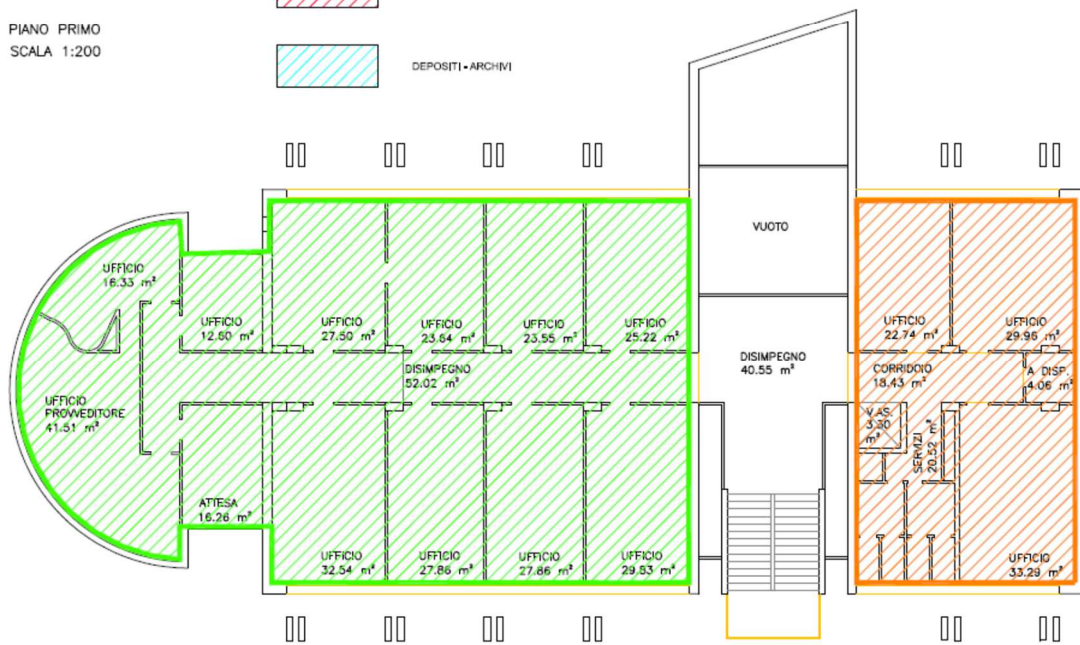 PIANO PRIMO
SCALA 1:200
DEPOSITI - ARCHIVI
VUOTO
UFFICIO
16.33 m²
UFFICIO
12.60 m²
UFFICIO
27.50 m²
UFFICIO
23.64 m²
UFFICIO
23.55 m²
UFFICIO
25.22 m²
UFFICIO
22.74 m²
UFFICIO
29.96 m²
DISIMPEGNO
52.02 m²
DISIMPEGNO
40.55 m²
CORRIDOIO
18.43 m²
A DISP.
4.06 m²
UFFICIO
PROVVEDITORE
41.51 m²
V.AS.
3.30
m²
SERVIZI
20.52 m²
ATTESA
16.26 m²
UFFICIO
32.54 m²
UFFICIO
27.86 m²
UFFICIO
27.86 m²
UFFICIO
29.83 m²
UFFICIO
33.29 m²